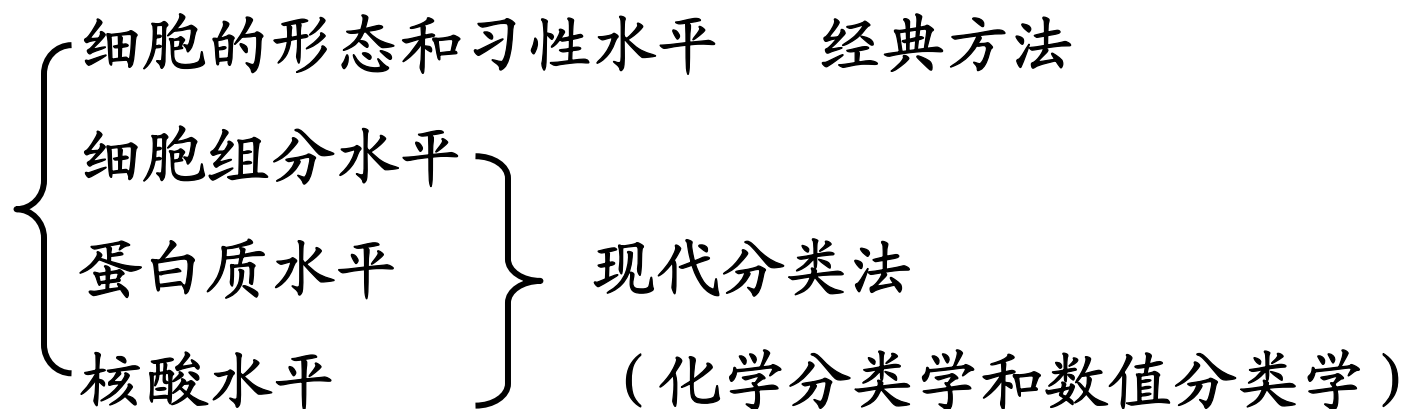 细胞的形态和习性水平 经典方法
细胞组分水平
蛋白质水平 现代分类法
核酸水平 （化学分类学和数值分类学）